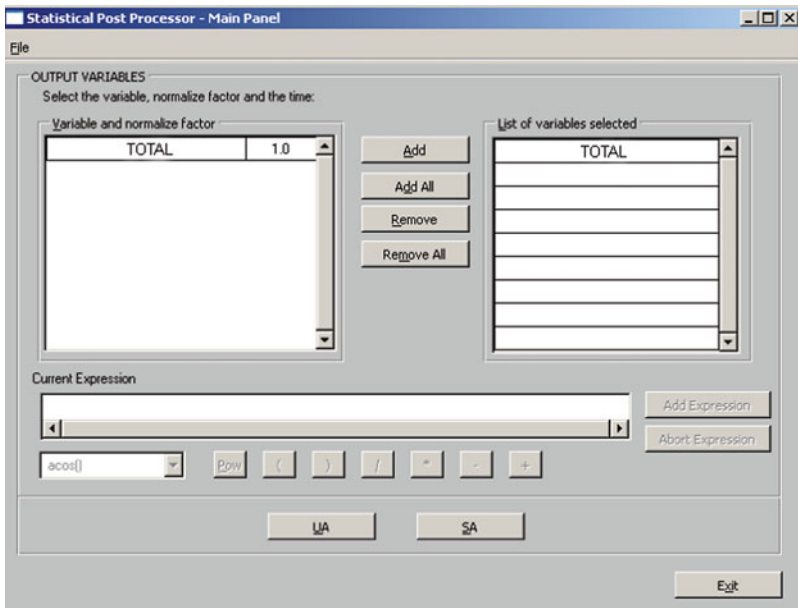 Statistical Post Processor - Main Panel
File
OUTPUT VARIABLES
Select the variable, normalize factor and the time:
Variable and normalize factor
TOTAL 1.0
Add
Add All
Remove
Remove All
List of variables selected
TOTAL
Current Expression
Add Expression
Abort Expression
acos() Pow ( ) / * - +
UA SA
Exit